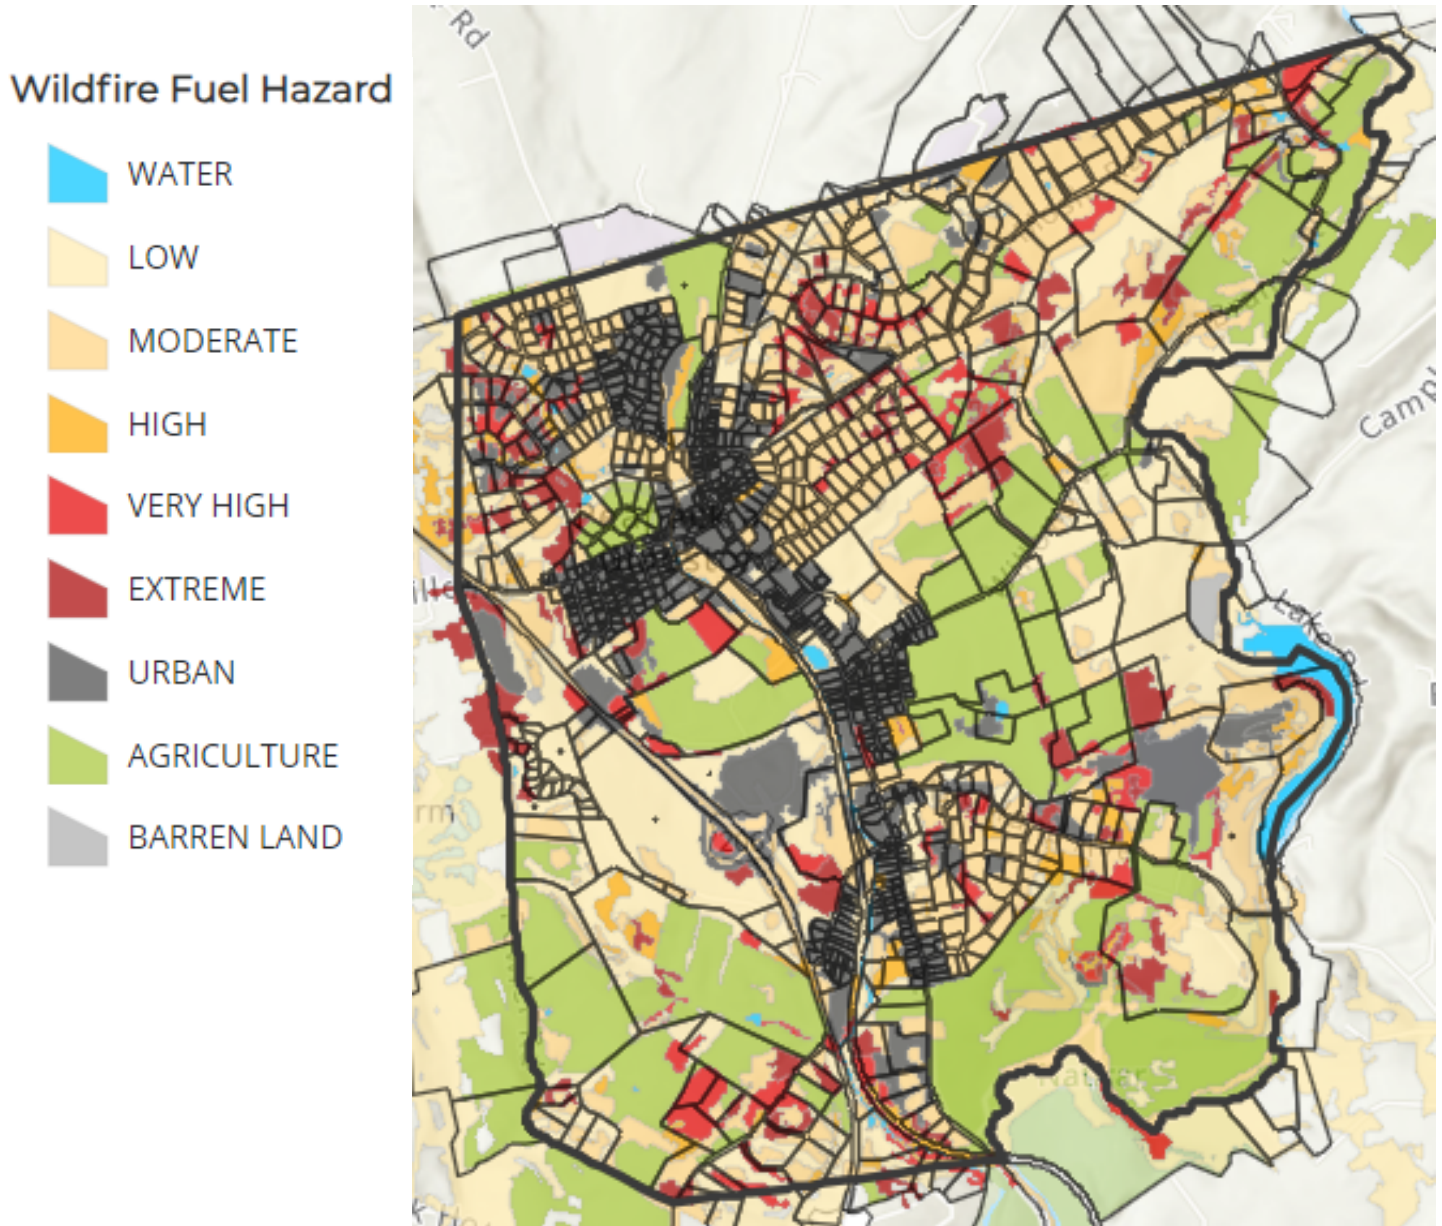 Wildfire Fuel Hazard
WATER
LOW
MODERATE
HIGH
VERY HIGH
EXTREME
URBAN
AGRICULTURE
BARREN LAND
Rd
Camp
Lake